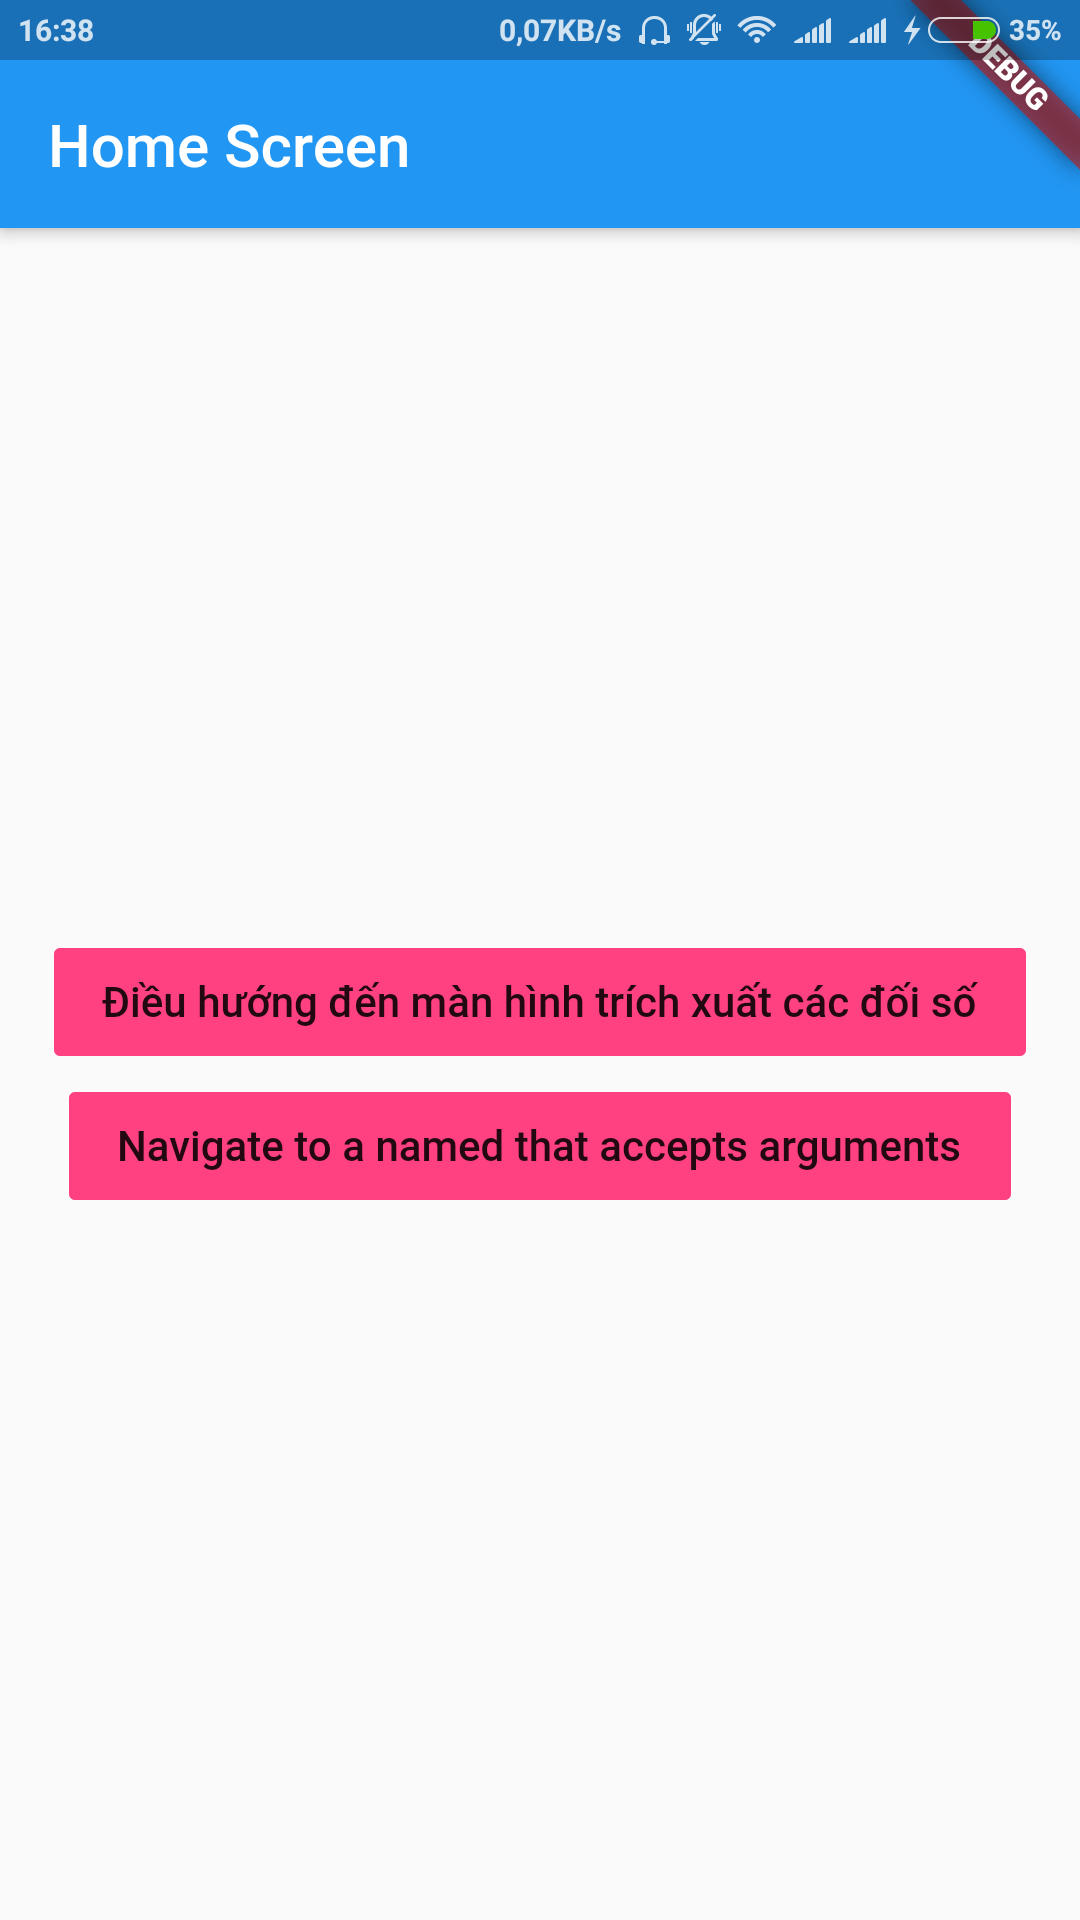 16:38
0,07KB/s
35%
DEBUG
Home Screen
Điều hướng đến màn hình trích xuất các đối số
Navigate to a named that accepts arguments